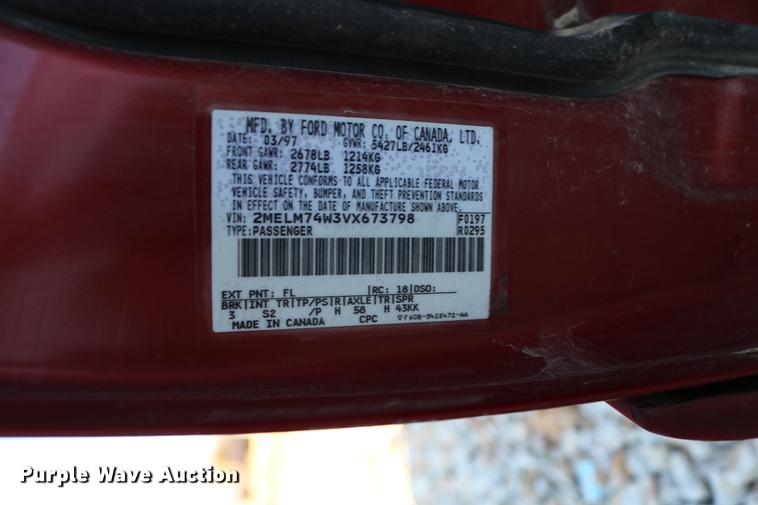 MFD. BY FORD MOTOR CO. OF CANADA, LTD.
DATE: 03/97 GVWR: 5427LB/2461KG
FRONT GAWR: 2678LB 1214KG
REAR GAWR: 2774LB 1258KG
THIS VEHICLE CONFORMS TO ALL APPLICABLE FEDERAL MOTOR
VEHICLE SAFETY, BUMPER, AND THEFT PREVENTION STANDARDS
IN EFFECT ON THE DATE OF MANUFACTURE SHOWN ABOVE.
VIN: 2MELM74W3VX673798 F0197
TYPE: PASSENGER R0295
EXT PNT: FL RC: 18 DSO:
BRK INT TR TP/PS R AXLE TR SPR
3 S2 /P H 58 H 43KK
MADE IN CANADA CPC ▽F60B-5420472-AA
Purple Wave Auction